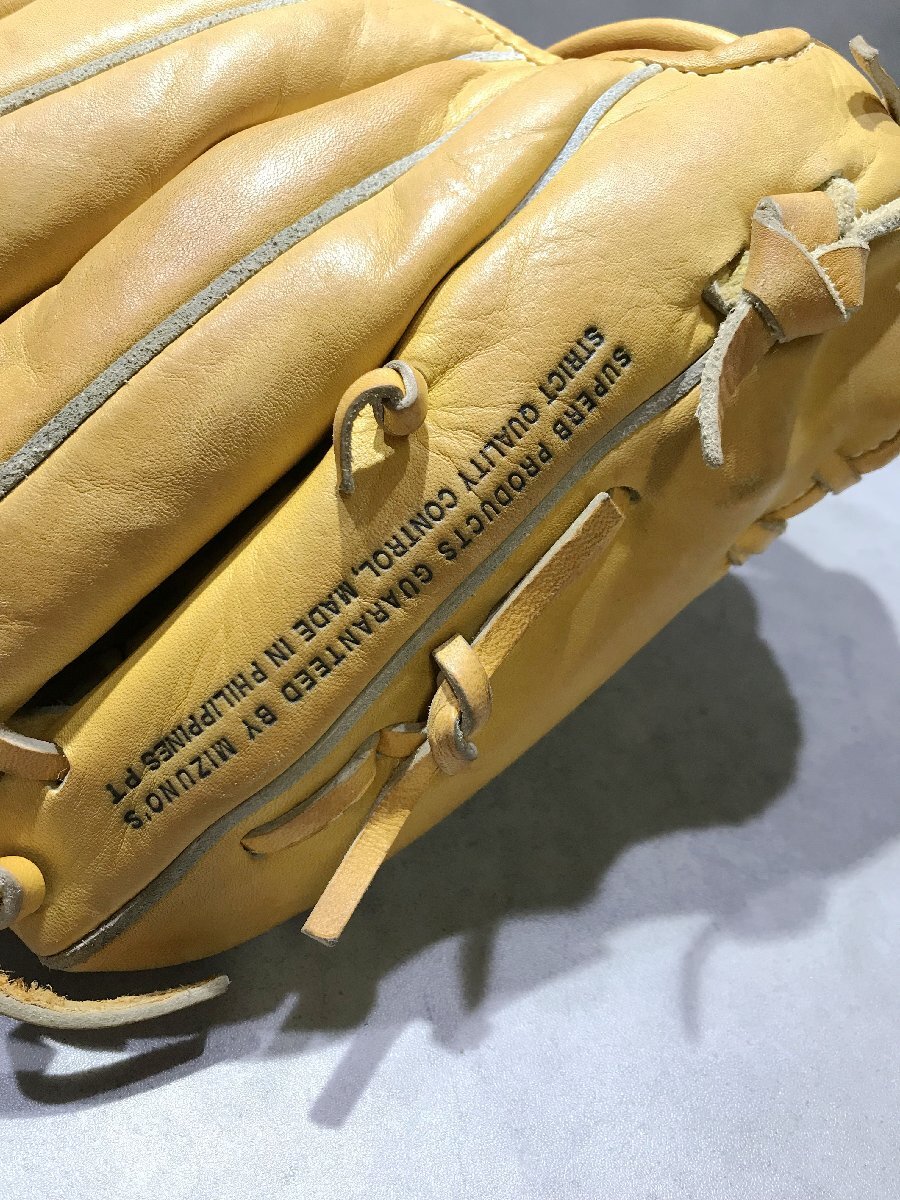 SUPERB PRODUCTS GUARANTEED BY MIZUNO'S
STRICT QUALITY CONTROL, MADE IN PHILIPPINES PT